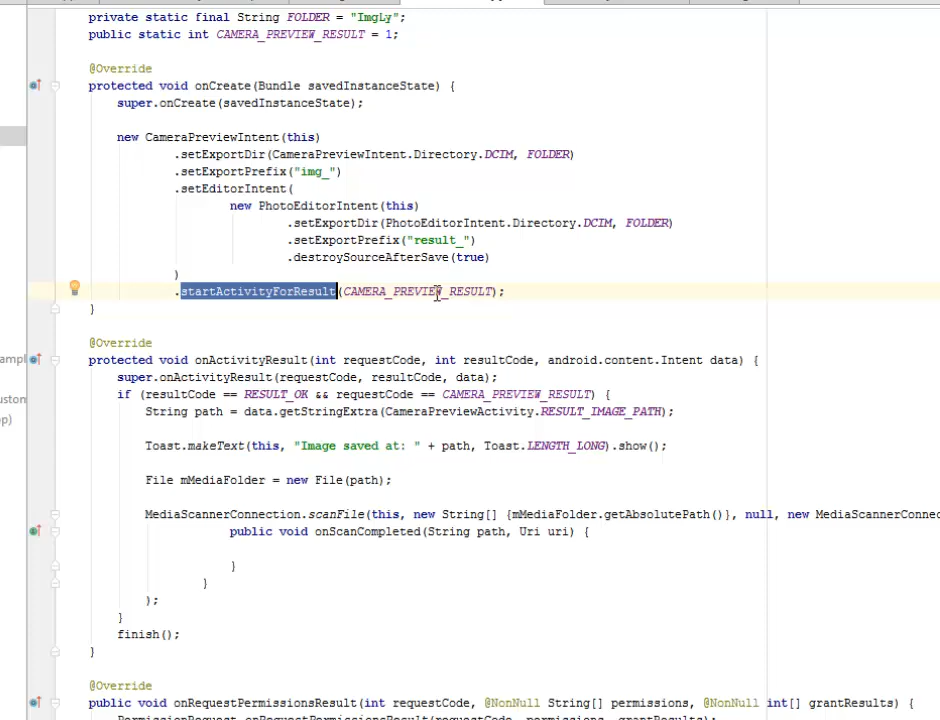 private static final String FOLDER = "ImgLy";
public static int CAMERA_PREVIEW_RESULT = 1;
@Override
protected void onCreate(Bundle savedInstanceState) {
super.onCreate(savedInstanceState);
new CameraPreviewIntent(this)
.setExportDir(CameraPreviewIntent.Directory.DCIM, FOLDER)
.setExportPrefix("img_")
.setEditorIntent(
new PhotoEditorIntent(this)
.setExportDir(PhotoEditorIntent.Directory.DCIM, FOLDER)
.setExportPrefix("result_")
.destroySourceAfterSave(true)
)
.startActivityForResult(CAMERA_PREVIEW_RESULT);
}
@Override
protected void onActivityResult(int requestCode, int resultCode, android.content.Intent data) {
super.onActivityResult(requestCode, resultCode, data);
if (resultCode == RESULT_OK && requestCode == CAMERA_PREVIEW_RESULT) {
String path = data.getStringExtra(CameraPreviewActivity.RESULT_IMAGE_PATH);
Toast.makeText(this, "Image saved at: " + path, Toast.LENGTH_LONG).show();
File mMediaFolder = new File(path);
MediaScannerConnection.scanFile(this, new String[] {mMediaFolder.getAbsolutePath()}, null, new MediaScannerConnec
public void onScanCompleted(String path, Uri uri) {
}
}
);
}
finish();
}
@Override
public void onRequestPermissionsResult(int requestCode, @NonNull String[] permissions, @NonNull int[] grantResults) {
PermissionRequest.onRequestPermissionsResult(requestCode, permissions, grantResults);